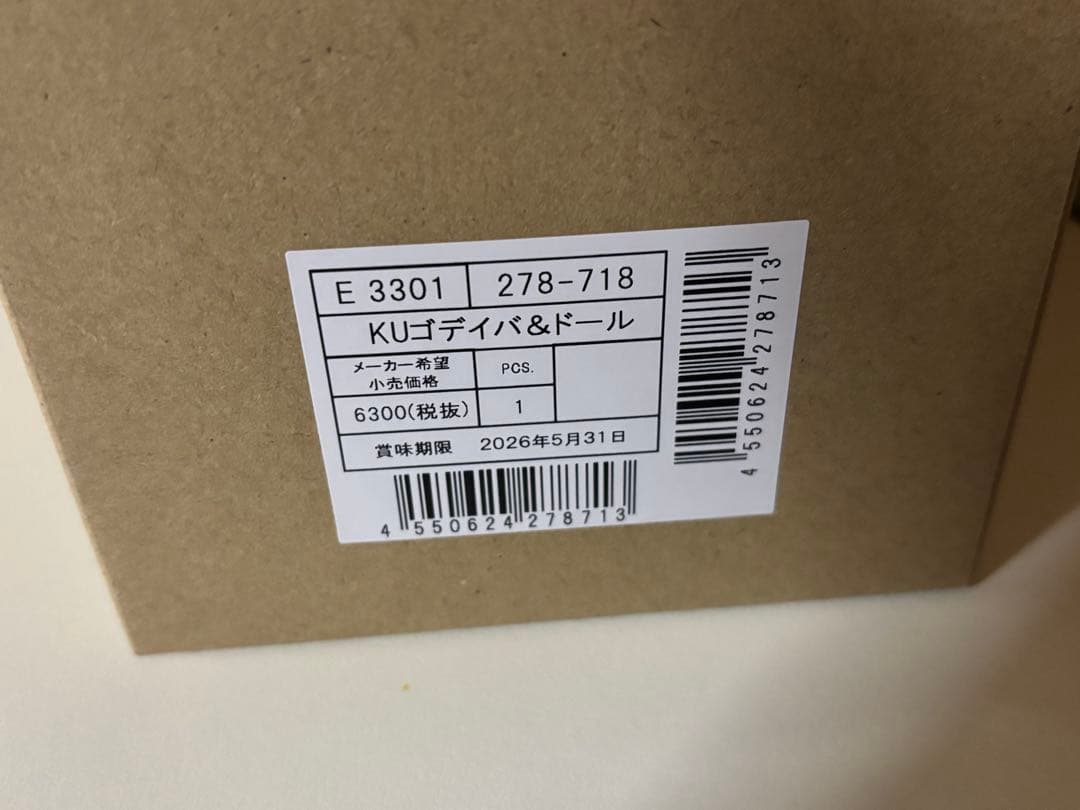 E 3301 278-718
KUゴデイバ&ドール
メーカー希望
小売価格
PCS.
6300(税抜) 1
賞味期限 2026年5月31日
4 550624 278713
4 550624 278713